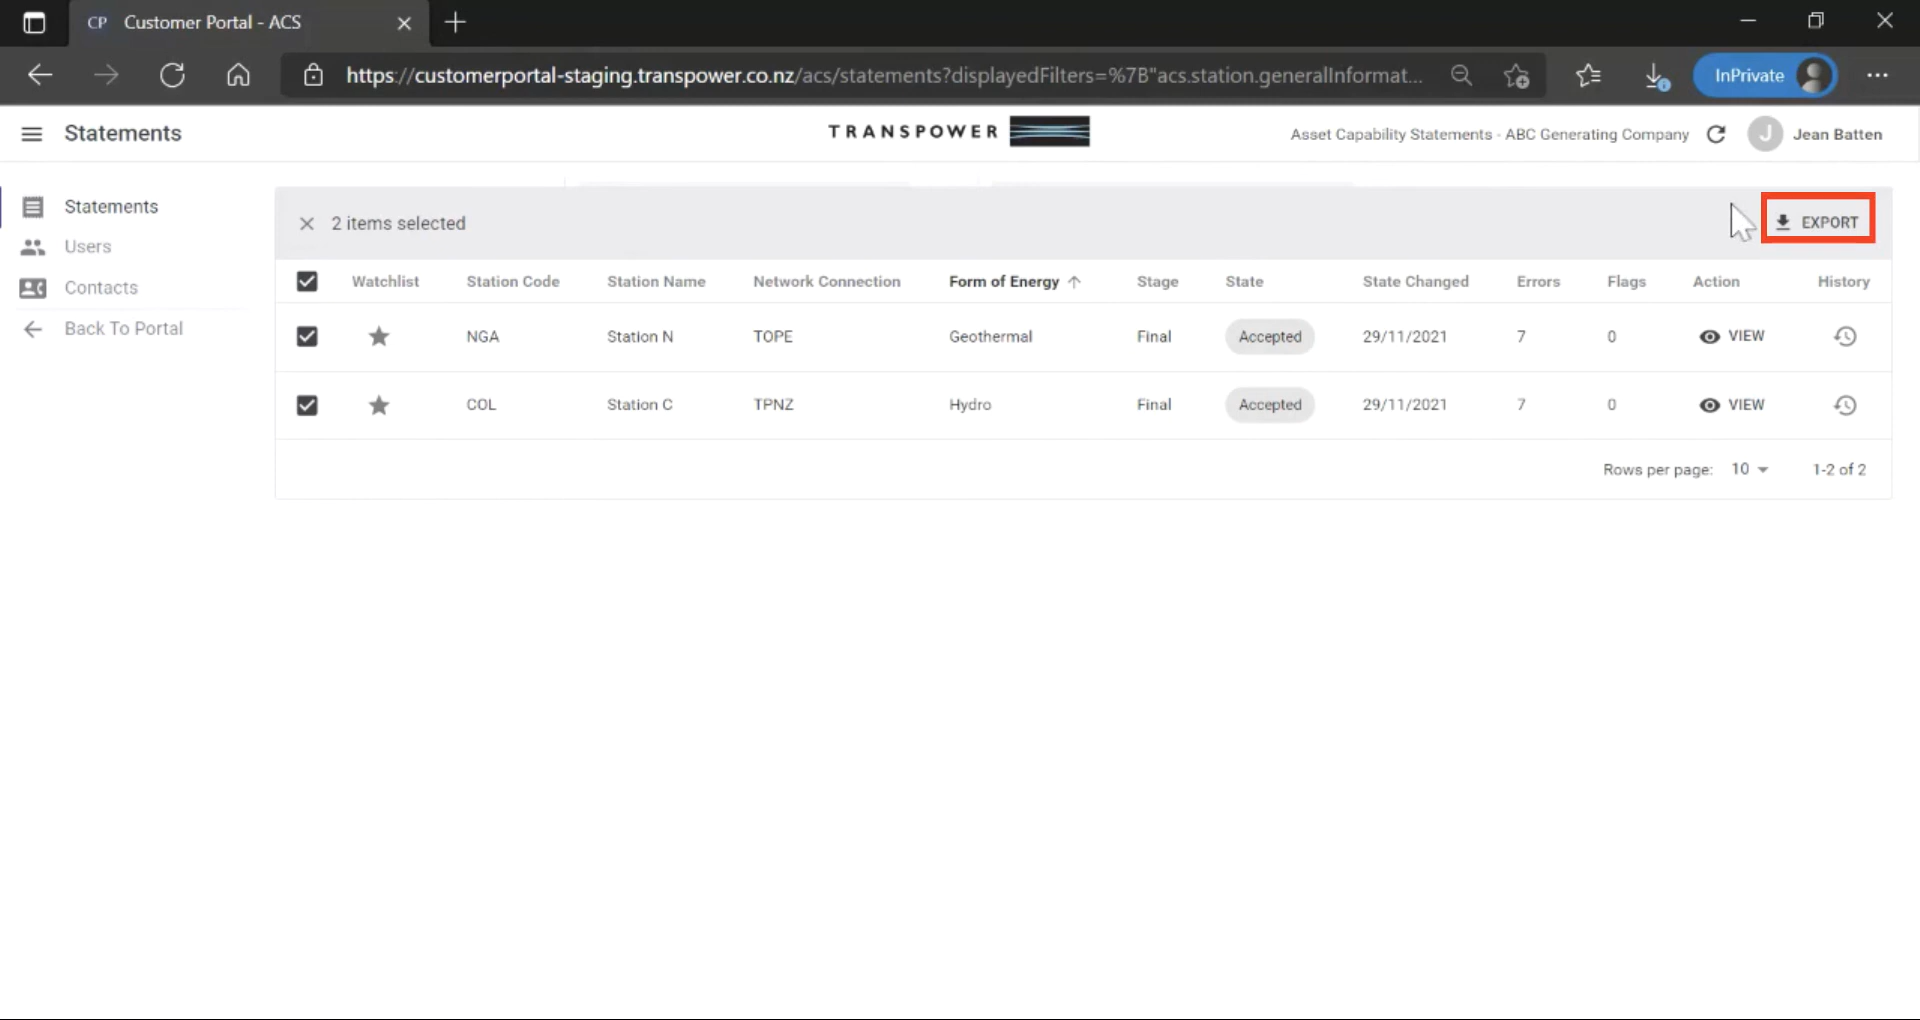 CP Customer Portal - ACS
https://customerportal-staging.transpower.co.nz/acs/statements?displayedFilters=%7B"acs.station.generalInformat...
InPrivate
Statements
TRANSPOWER
Asset Capability Statements - ABC Generating Company
J Jean Batten
Statements
Users
Contacts
Back To Portal
2 items selected
EXPORT
Watchlist Station Code Station Name Network Connection Form of Energy Stage State State Changed Errors Flags Action History
NGA Station N TOPE Geothermal Final Accepted 29/11/2021 7 0 VIEW
COL Station C TPNZ Hydro Final Accepted 29/11/2021 7 0 VIEW
Rows per page: 10 1-2 of 2